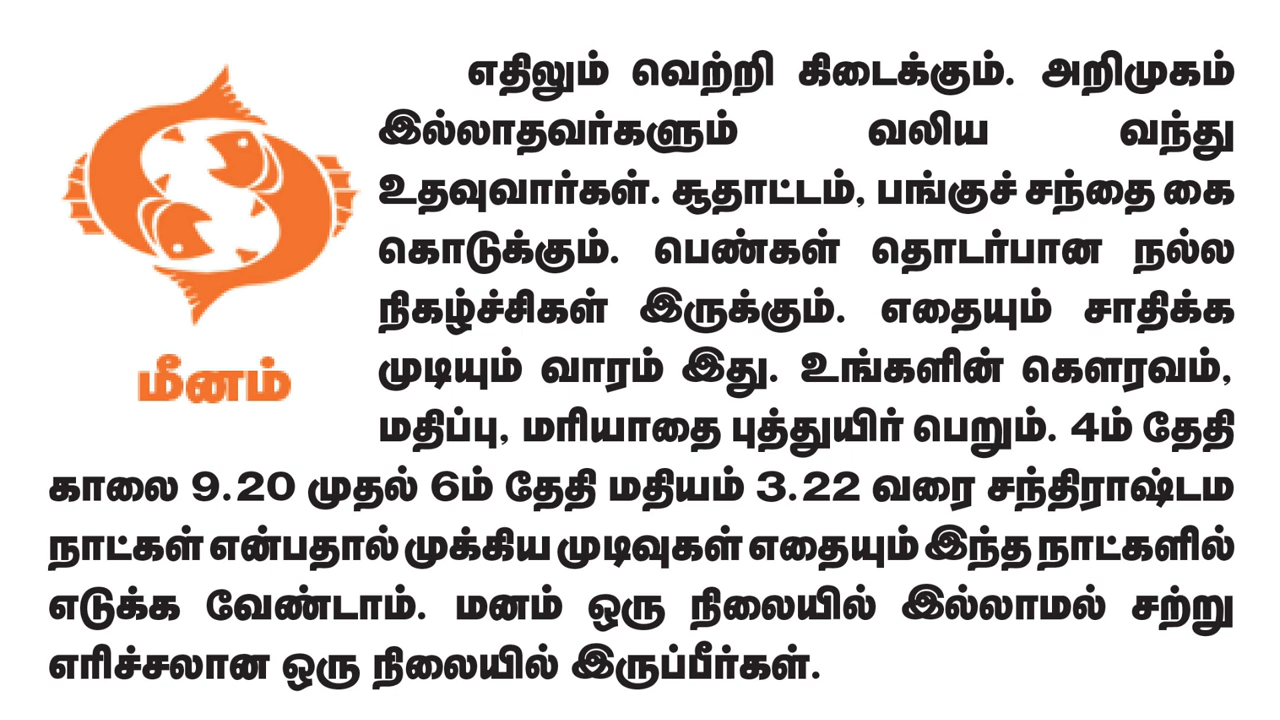 எதிலும் வெற்றி கிடைக்கும். அறிமுகம்
இல்லாதவர்களும் வலிய வந்து
உதவுவார்கள். சூதாட்டம், பங்குச் சந்தை கை
கொடுக்கும். பெண்கள் தொடர்பான நல்ல
நிகழ்ச்சிகள் இருக்கும். எதையும் சாதிக்க
முடியும் வாரம் இது. உங்களின் கௌரவம்,
மதிப்பு, மரியாதை புத்துயிர் பெறும். 4ம் தேதி
காலை 9.20 முதல் 6ம் தேதி மதியம் 3.22 வரை சந்திராஷ்டம
நாட்கள் என்பதால் முக்கிய முடிவுகள் எதையும் இந்த நாட்களில்
எடுக்க வேண்டாம். மனம் ஒரு நிலையில் இல்லாமல் சற்று
எரிச்சலான ஒரு நிலையில் இருப்பீர்கள்.
மீனம்